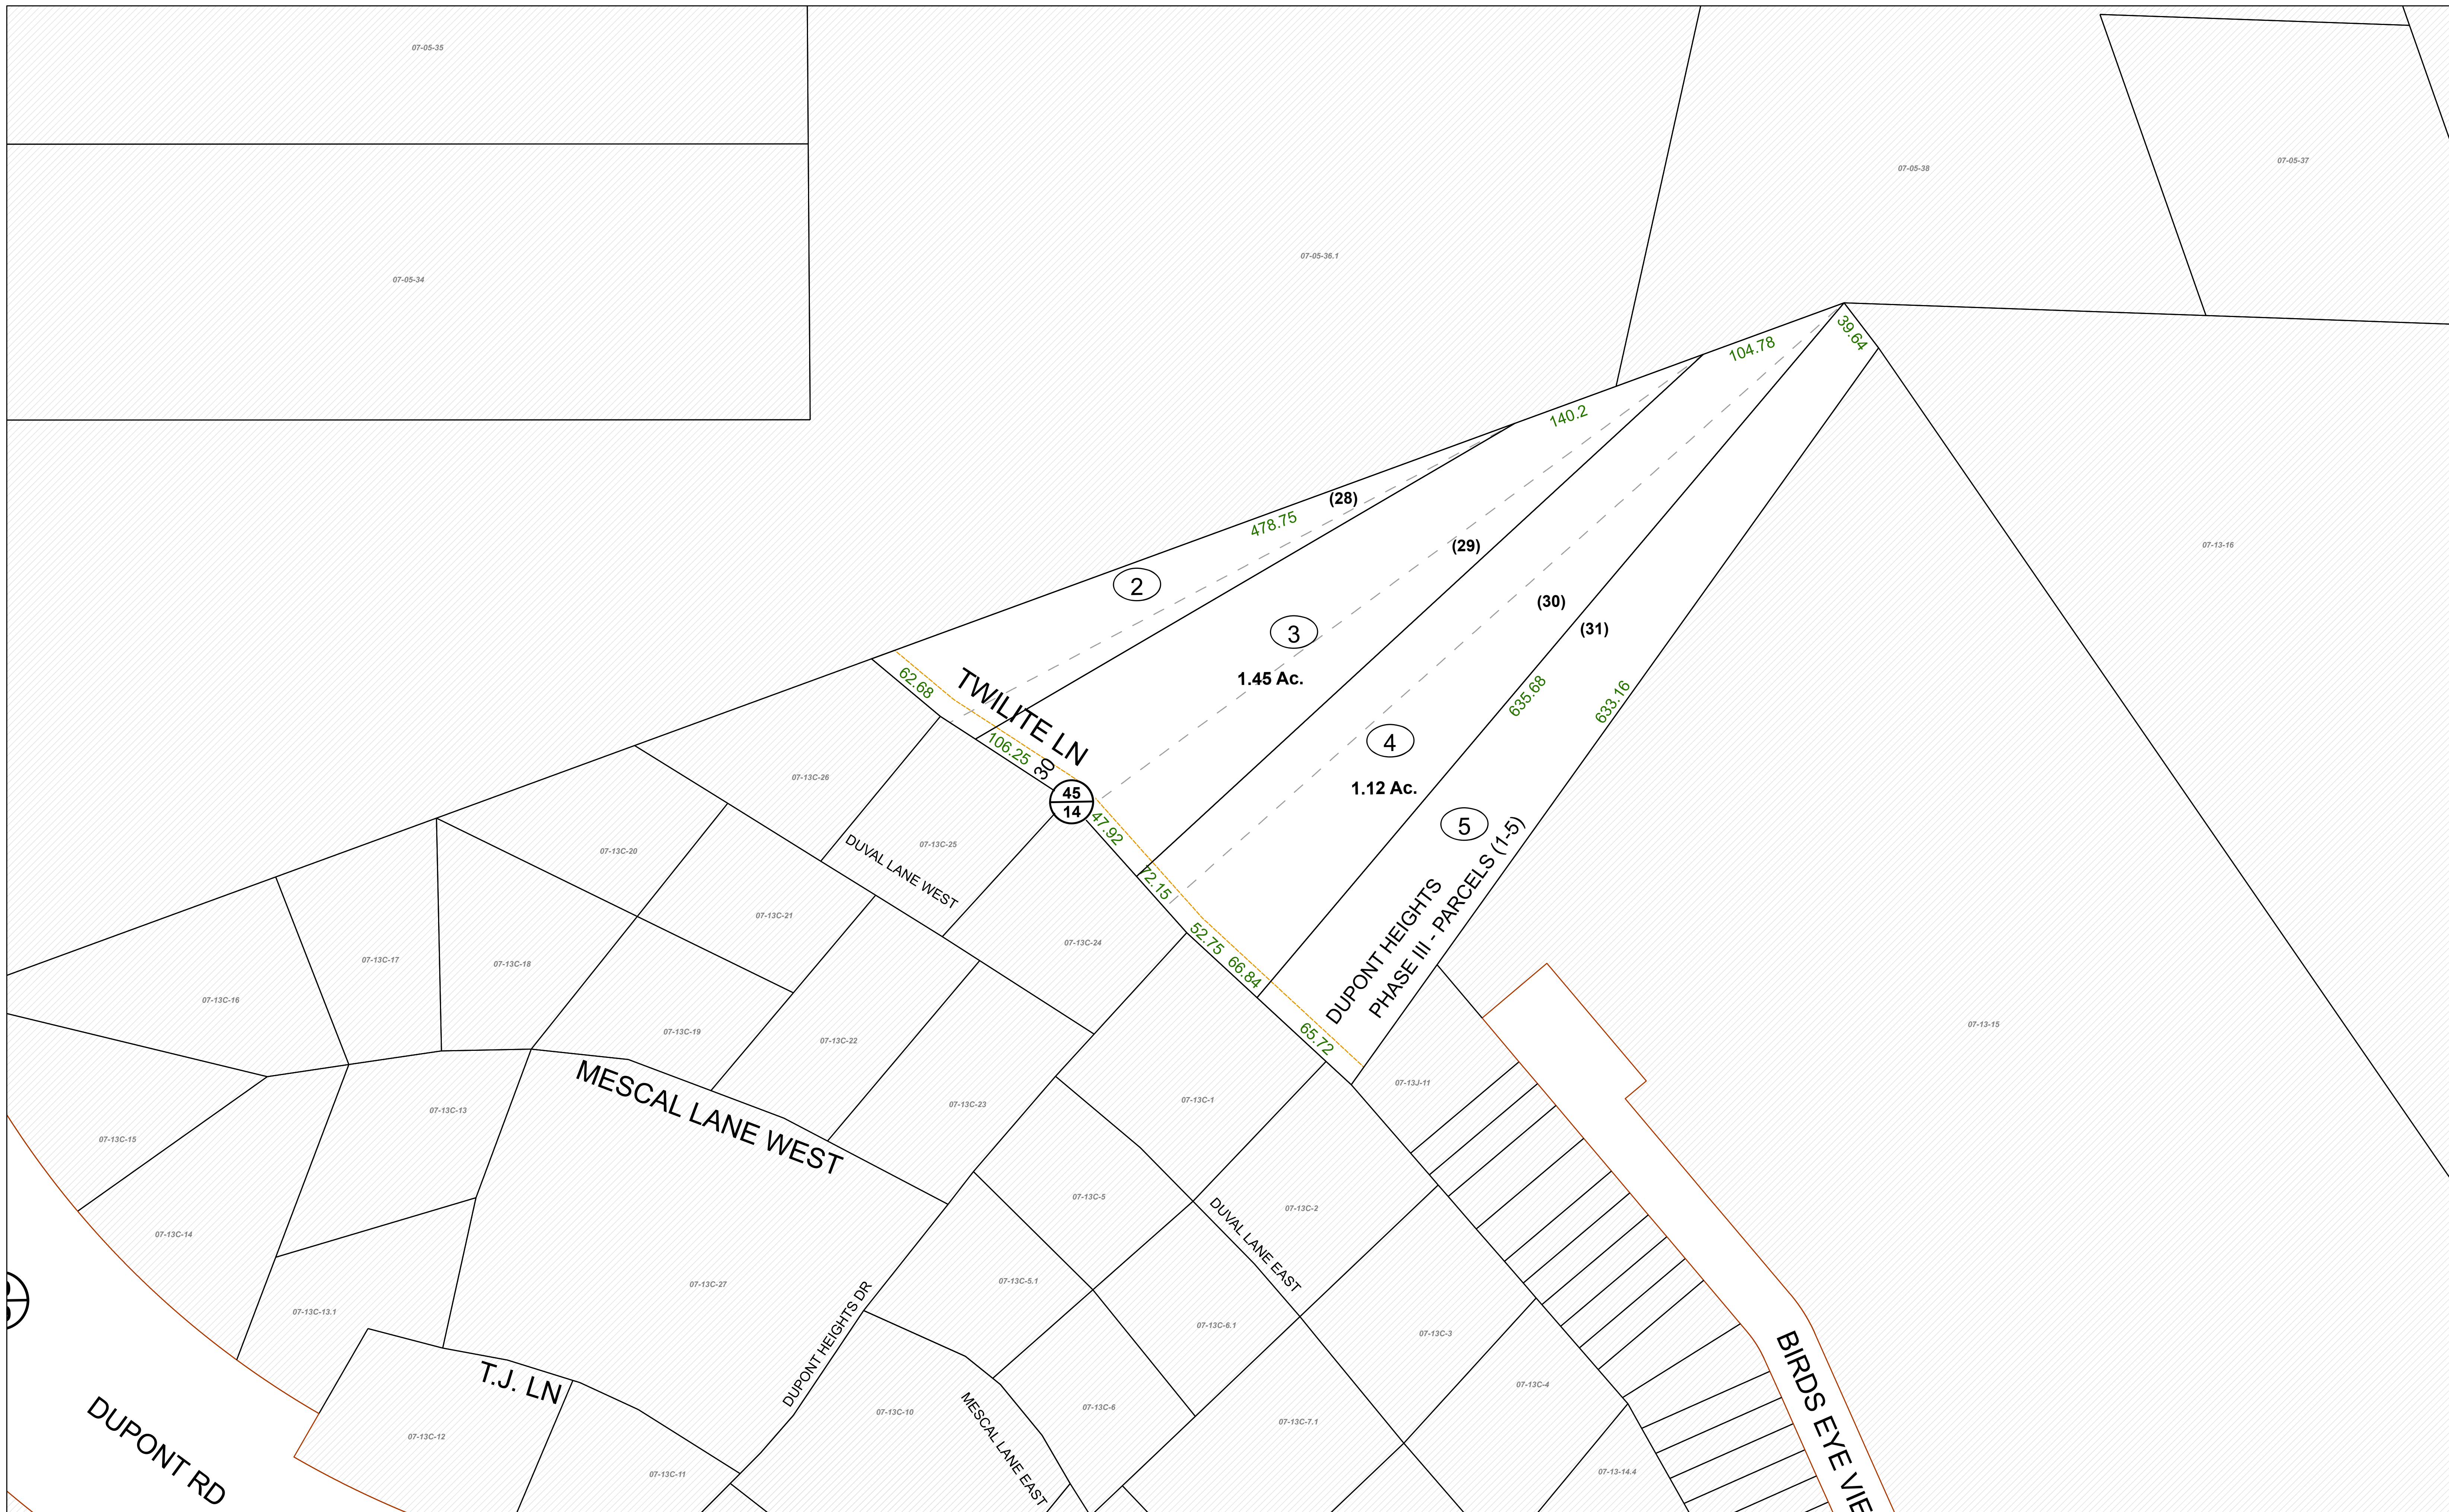 07-05-35
07-05-37
07-05-38
07-05-36.1
07-05-34
39.64
104.78
140.2
(28)
478.75
(29)
07-13-16
2
(30)
3
(31)
1.45 Ac.
62.68
TWILITE LN
635.68
633.16
4
106.25
30
07-13C-26
1.12 Ac.
45
14
47.92
5
07-13C-20
DUVAL LANE WEST
07-13C-25
72.15
07-13C-21
DUPONT HEIGHTS
PHASE III - PARCELS (1-5)
07-13C-24
52.75
07-13C-17
07-13C-18
66.84
07-13C-16
07-13-15
07-13C-19
07-13C-22
65.72
MESCAL LANE WEST
07-13J-11
07-13C-1
07-13C-23
07-13C-13
07-13C-15
07-13C-5
07-13C-2
07-13C-14
DUVAL LANE EAST
07-13C-5.1
07-13C-27
07-13C-13.1
07-13C-6.1
07-13C-3
DUPONT HEIGHTS DR
T.J. LN
07-13C-4
BIRDS EYE VIE
07-13C-6
07-13C-10
07-13C-7.1
MESCAL LANE EAST
07-13C-12
DUPONT RD
07-13C-11
07-13-14.4